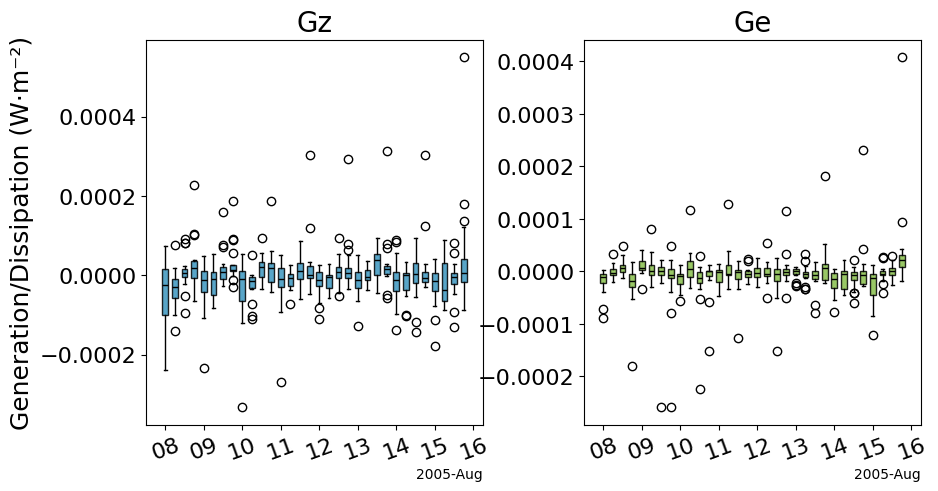 Gz
Ge
Generation/Dissipation (W·m⁻²)
0.0004
0.0002
0.0000
−0.0002
0.0004
0.0003
0.0002
0.0001
0.0000
−0.0001
−0.0002
08 09 10 11 12 13 14 15 16
2005-Aug
08 09 10 11 12 13 14 15 16
2005-Aug